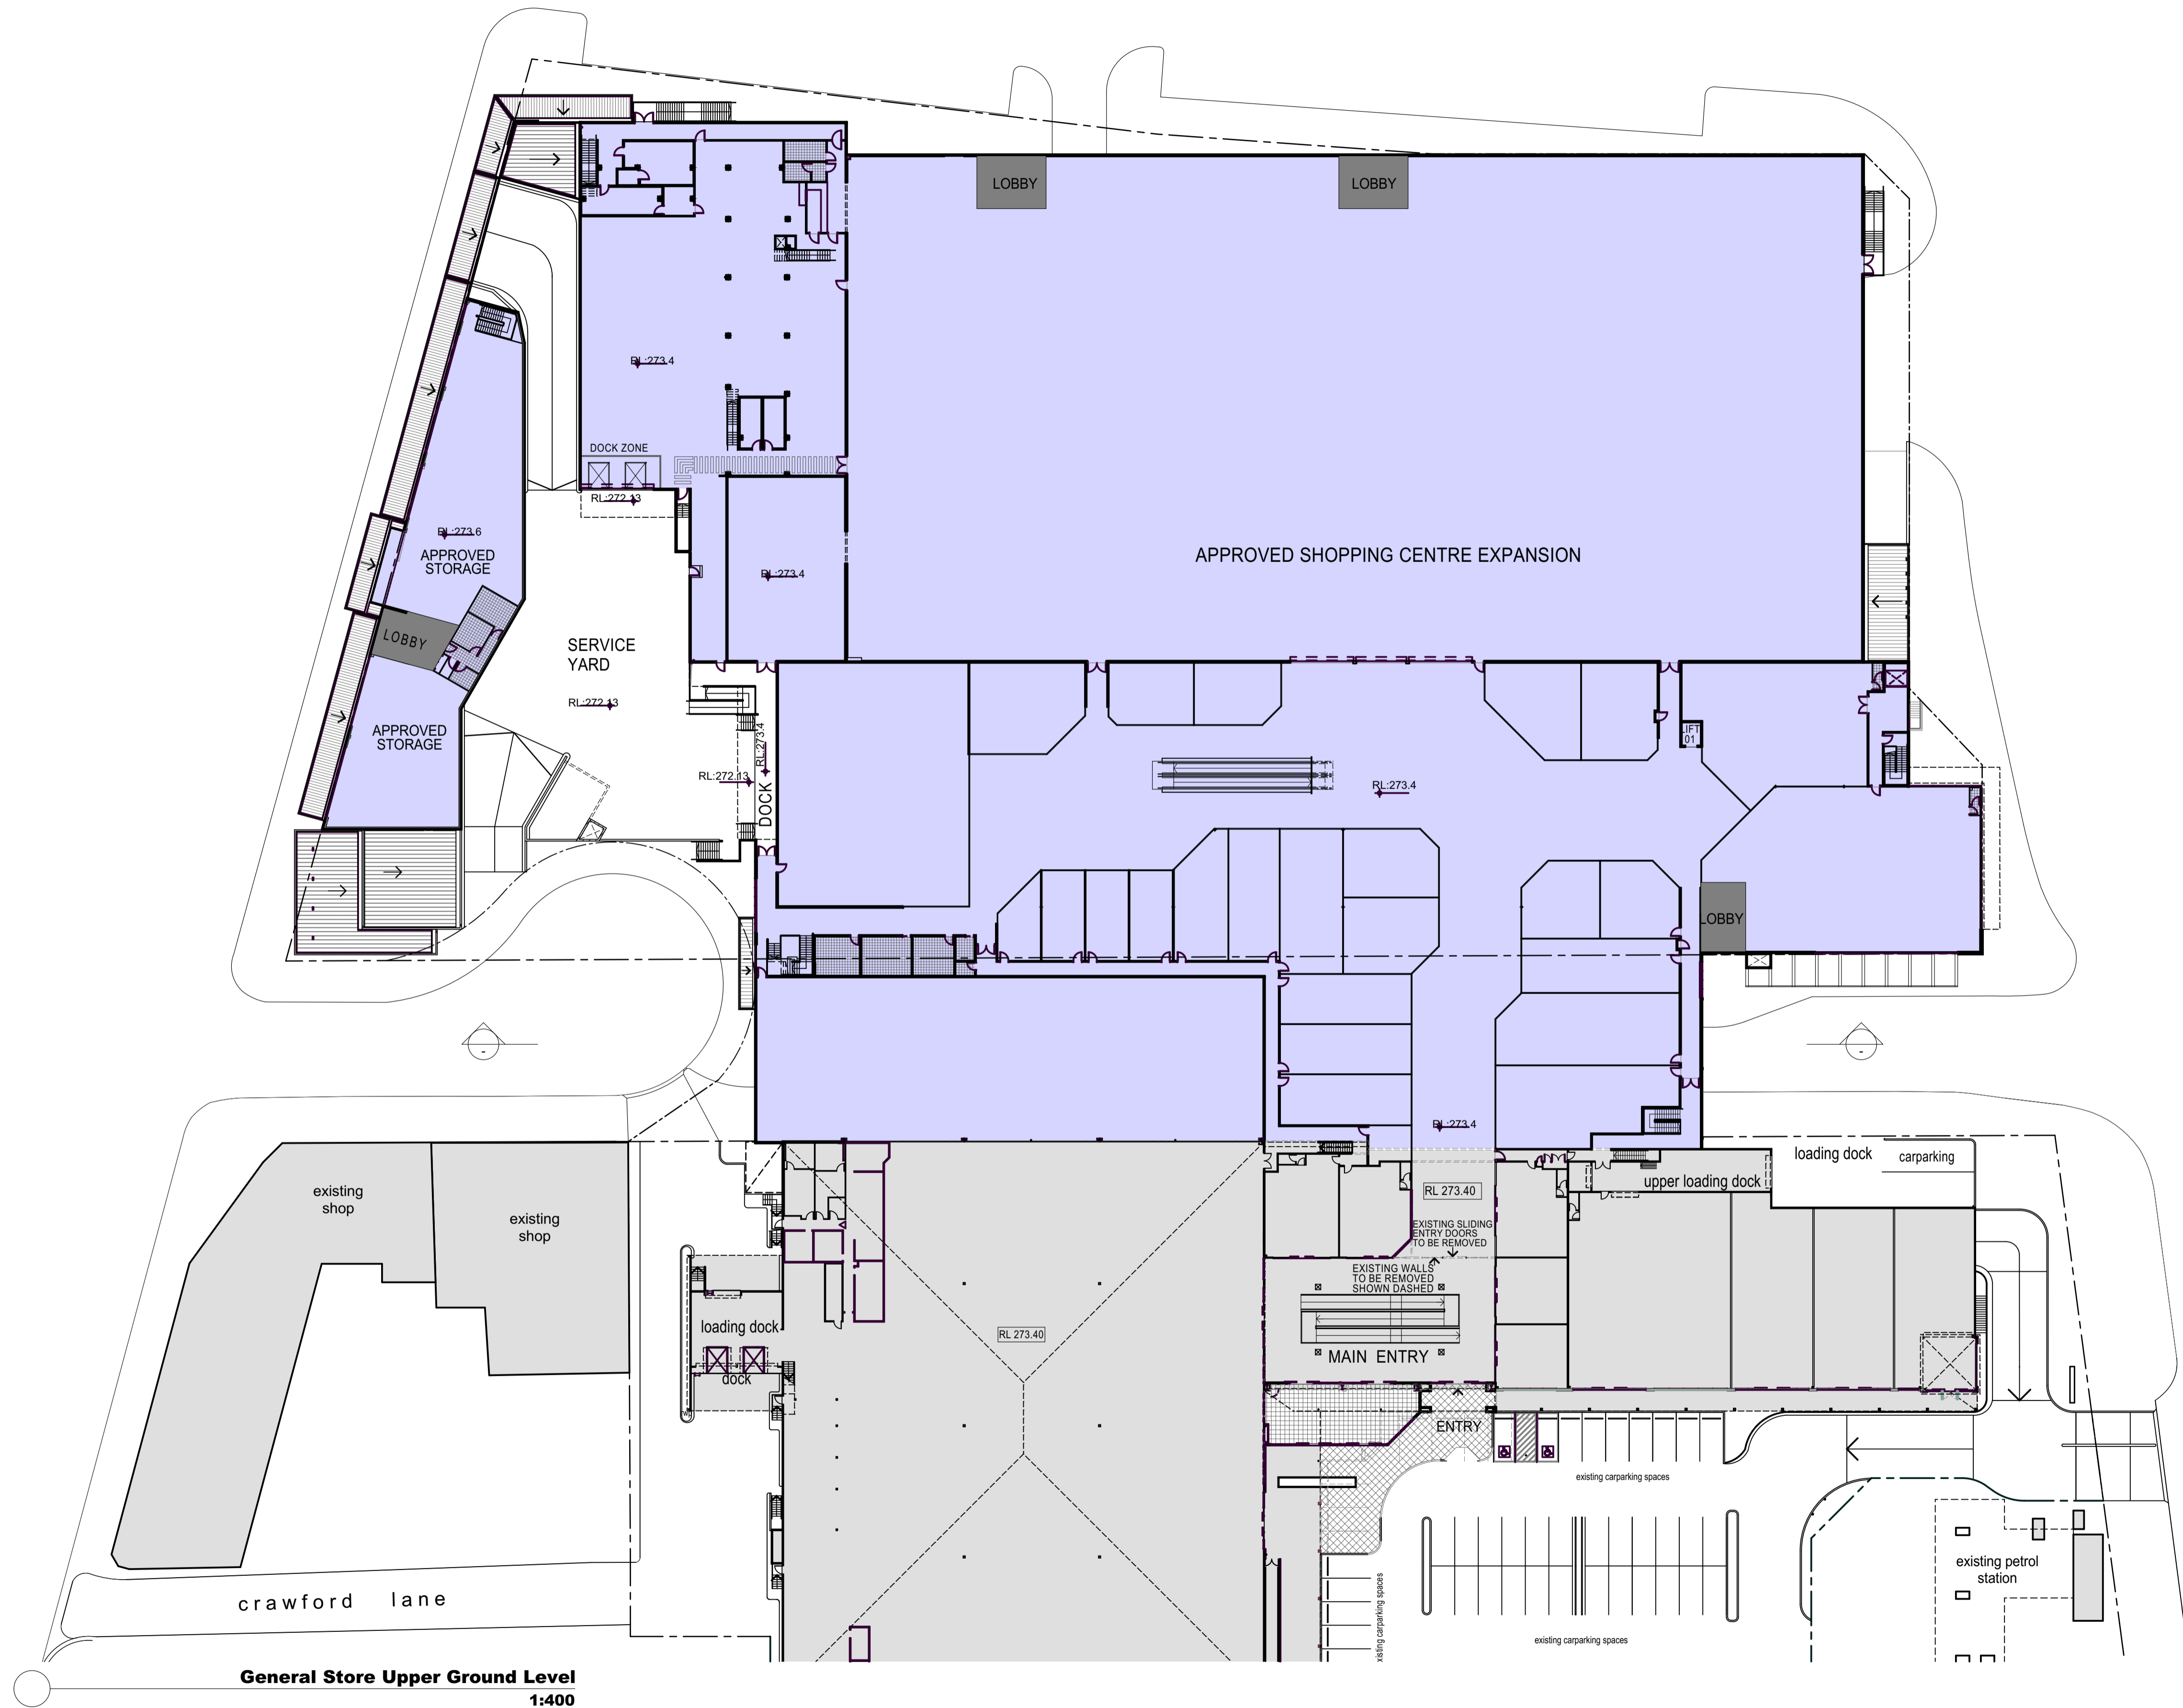 LOBBY
LOBBY
RL:273.4
DOCK ZONE
RL:272.13
RL:273.6
APPROVED
STORAGE
APPROVED SHOPPING CENTRE EXPANSION
RL:273.4
LOBBY
SERVICE
YARD
RL:272.13
APPROVED
STORAGE
RL:273.4
RL:272.13
DOCK
LIFT
01
RL:273.4
LOBBY
-
-
RL:273.4
loading dock
carparking
upper loading dock
existing
shop
existing
shop
RL 273.40
EXISTING SLIDING
ENTRY DOORS
TO BE REMOVED
EXISTING WALLS
TO BE REMOVED
SHOWN DASHED
loading dock
RL 273.40
MAIN ENTRY
dock
ENTRY
existing carparking spaces
existing carparking spaces
existing petrol
station
crawford lane
existing carparking spaces
General Store Upper Ground Level
1:400